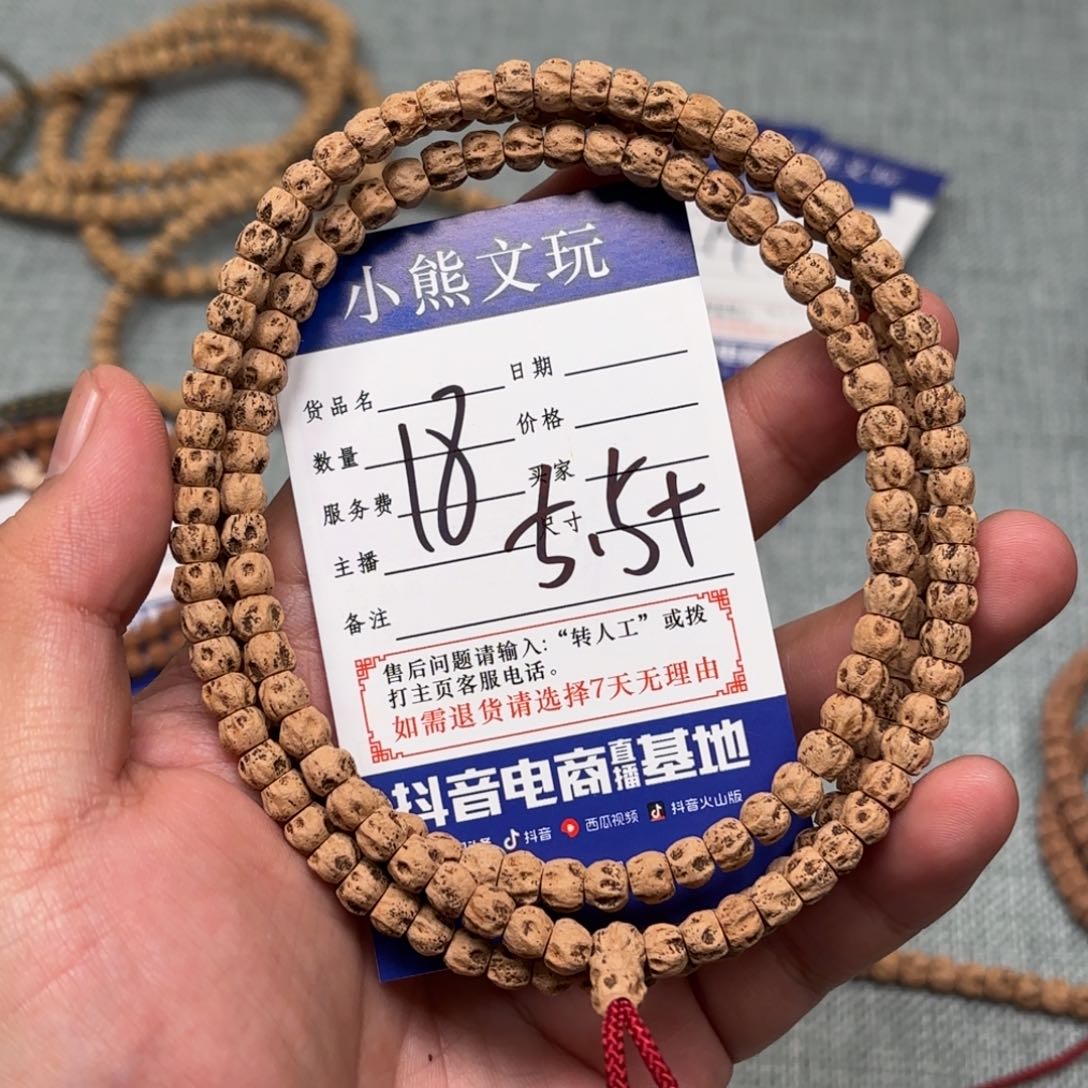 小熊文玩
货品名 日期
数量 价格
服务费 买家
主播 尺寸
18
5.5+
备注
售后问题请输入:“转人工”或拨
打主页客服电话。
如需退货请选择7天无理由
抖音电商直播基地
抖音 西瓜视频 抖音火山版